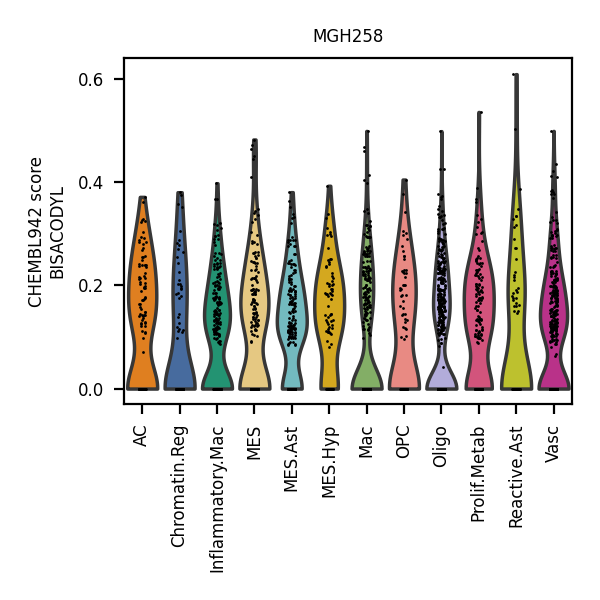 MGH258
CHEMBL942 score
BISACODYL
0.6
0.4
0.2
0.0
AC
Chromatin.Reg
Inflammatory.Mac
MES
MES.Ast
MES.Hyp
Mac
OPC
Oligo
Prolif.Metab
Reactive.Ast
Vasc